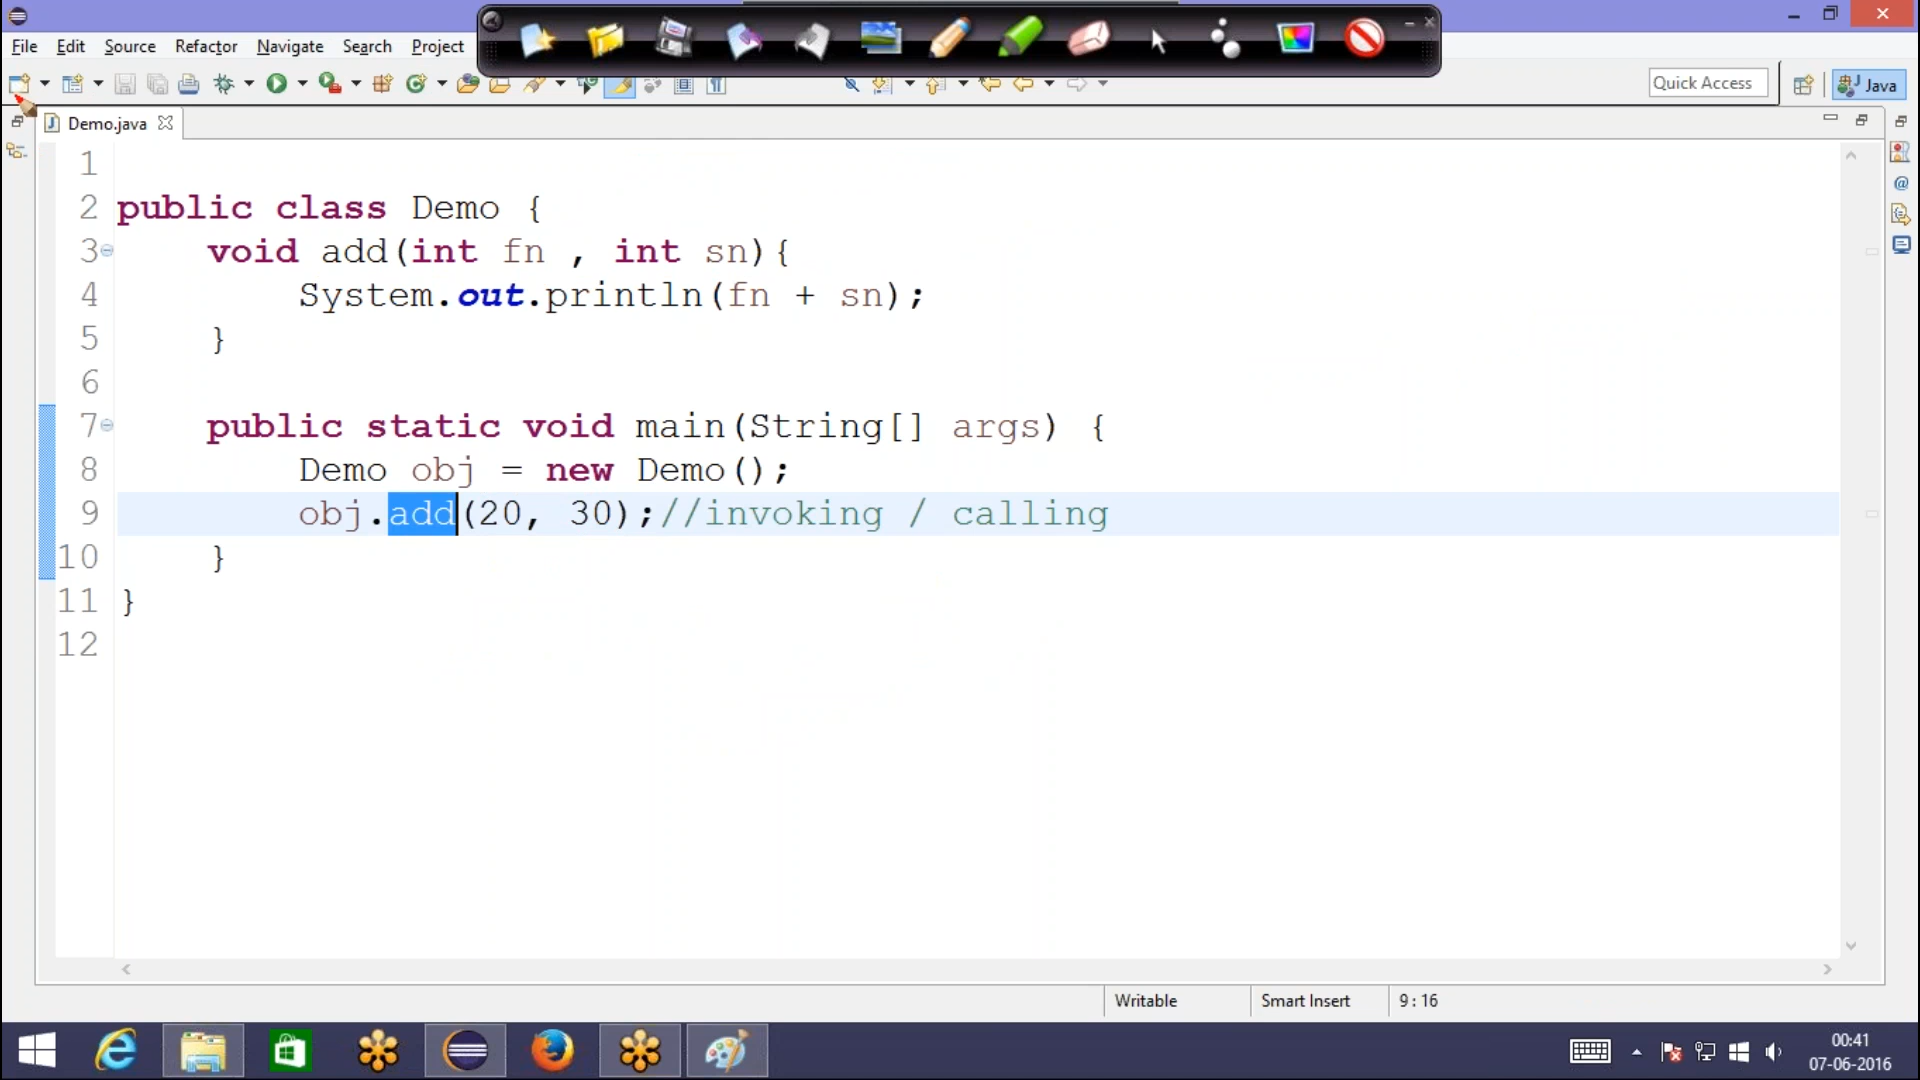 File Edit Source Refactor Navigate Search Project
Quick Access
Java
Demo.java
1
2 public class Demo {
3 void add(int fn , int sn){
4 System.out.println(fn + sn);
5 }
6
7 public static void main(String[] args) {
8 Demo obj = new Demo();
9 obj.add(20, 30);//invoking / calling
10 }
11 }
12
Writable Smart Insert 9 : 16
00:41
07-06-2016